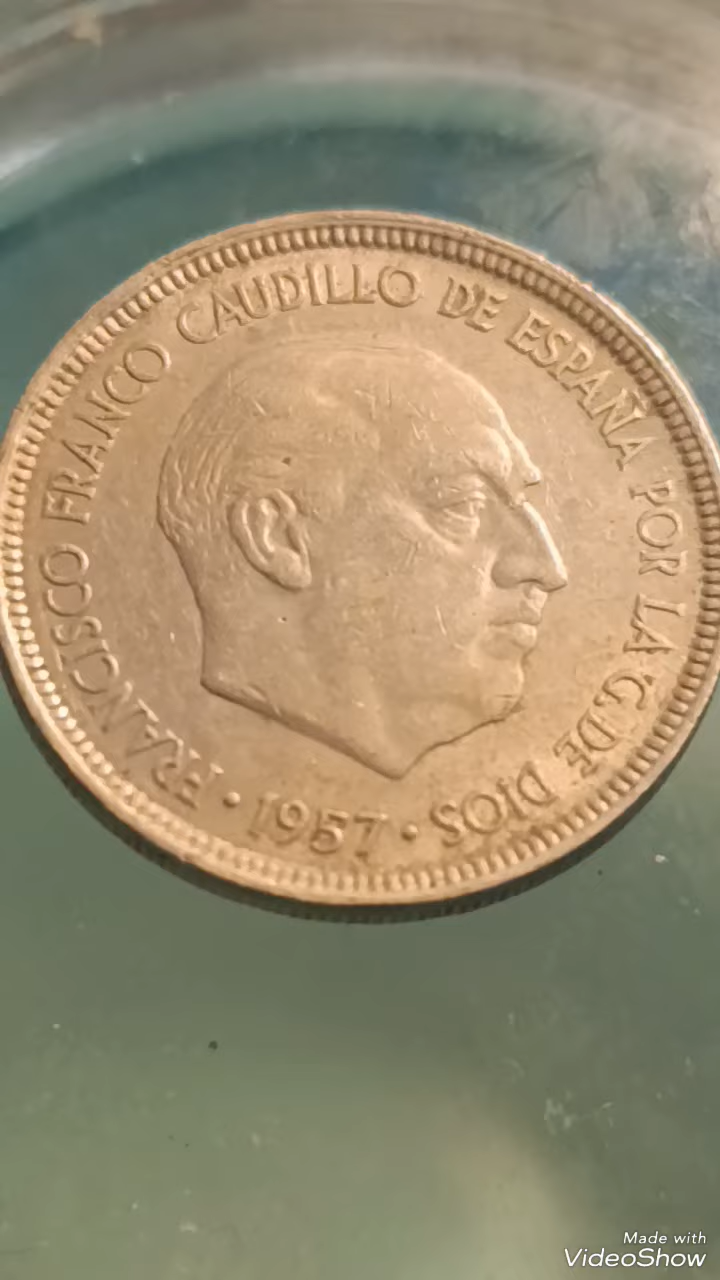 FRANCISCO FRANCO CAUDILLO DE ESPAÑA POR LA G. DE DIOS
· 1957 ·
Made with
VideoShow